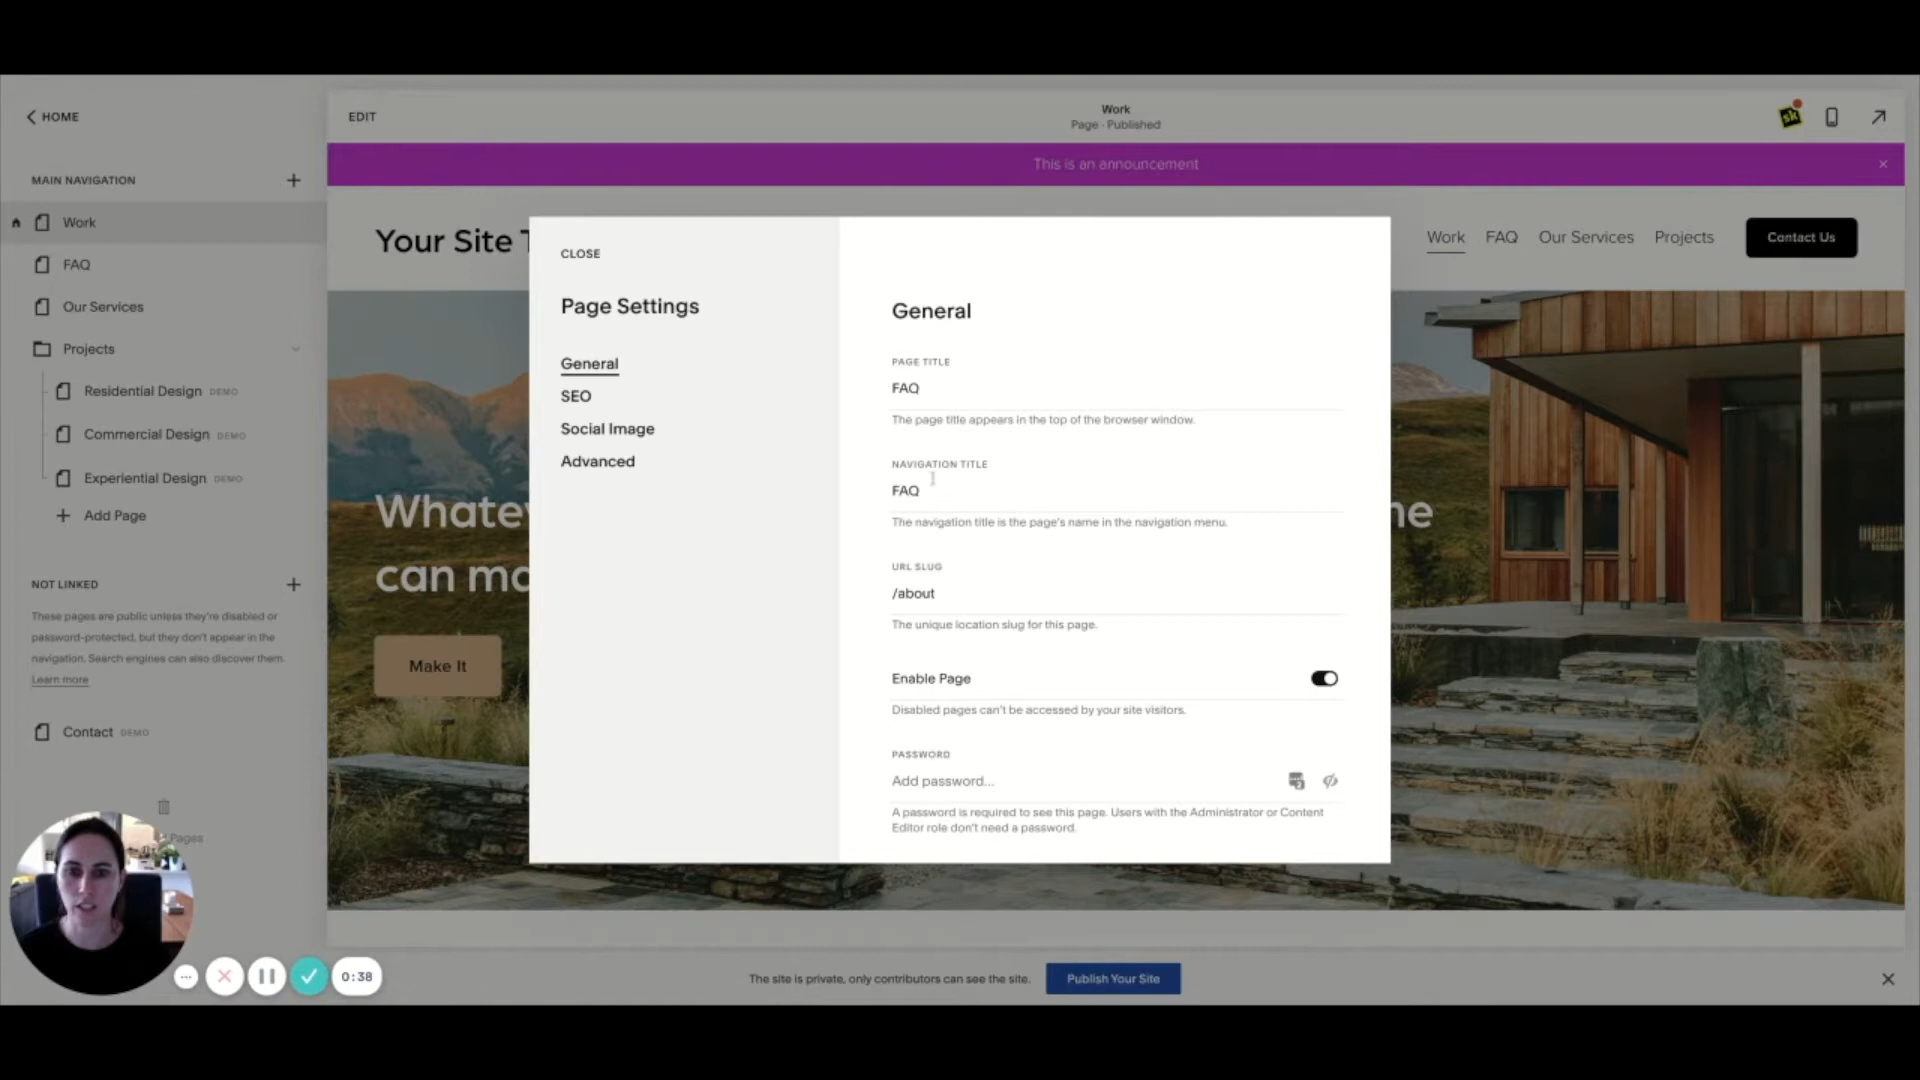 HOME
EDIT
Work
Page · Published
sk
This is an announcement
MAIN NAVIGATION
Work
FAQ
Our Services
Projects
Residential Design DEMO
Commercial Design DEMO
Experiential Design DEMO
Add Page
NOT LINKED
These pages are public unless they're disabled or
password-protected, but they don't appear in the
navigation. Search engines can also discover them.
Learn more
Contact DEMO
Pages
Your Site
Work FAQ Our Services Projects Contact Us
can
Make It
CLOSE
Page Settings
General
SEO
Social Image
Advanced
General
PAGE TITLE
FAQ
The page title appears in the top of the browser window.
NAVIGATION TITLE
FAQ
The navigation title is the page's name in the navigation menu.
URL SLUG
/about
The unique location slug for this page.
Enable Page
Disabled pages can't be accessed by your site visitors.
PASSWORD
Add password...
A password is required to see this page. Users with the Administrator or Content
Editor role don't need a password.
0:38
The site is private, only contributors can see the site. Publish Your Site